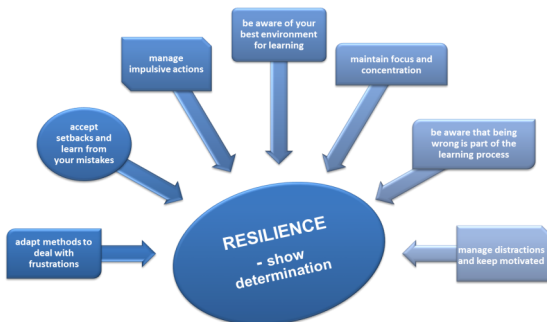 be aware of your
best environment
for learning
manage
impulsive actions
maintain focus and
concentration
accept
setbacks and
learn from
your mistakes
be aware that being
wrong is part of the
learning process
adapt methods to
deal with
frustrations
RESILIENCE
- show
determination
manage distractions
and keep motivated